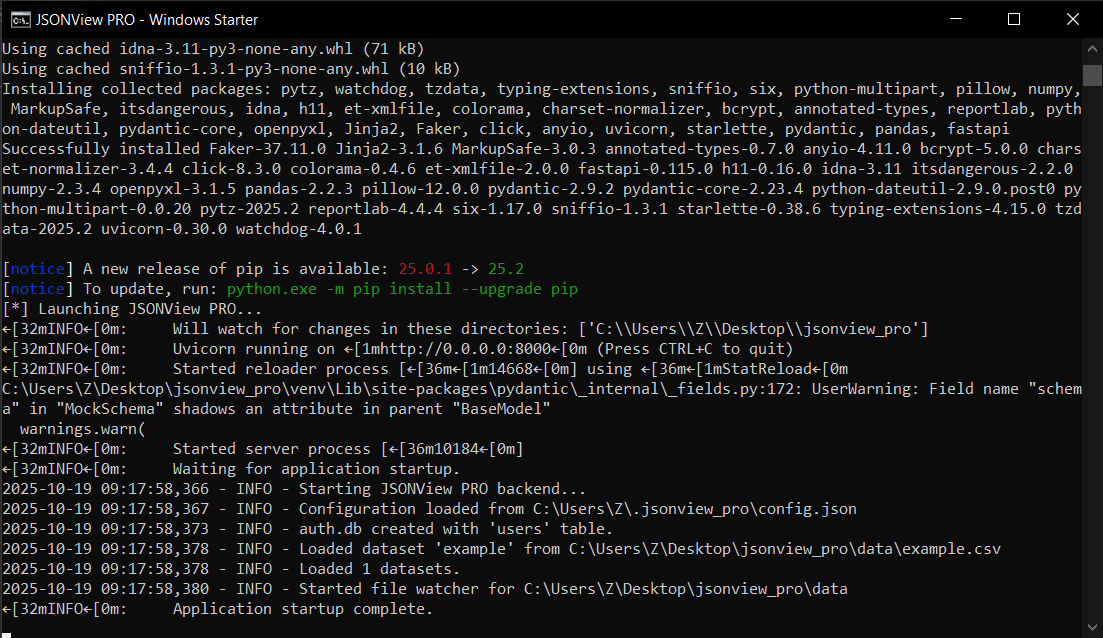 JSONView PRO - Windows Starter
Using cached idna-3.11-py3-none-any.whl (71 kB)
Using cached sniffio-1.3.1-py3-none-any.whl (10 kB)
Installing collected packages: pytz, watchdog, tzdata, typing-extensions, sniffio, six, python-multipart, pillow, numpy,
 MarkupSafe, itsdangerous, idna, h11, et-xmlfile, colorama, charset-normalizer, bcrypt, annotated-types, reportlab, pyth
on-dateutil, pydantic-core, openpyxl, Jinja2, Faker, click, anyio, uvicorn, starlette, pydantic, pandas, fastapi
Successfully installed Faker-37.11.0 Jinja2-3.1.6 MarkupSafe-3.0.3 annotated-types-0.7.0 anyio-4.11.0 bcrypt-5.0.0 chars
et-normalizer-3.4.4 click-8.3.0 colorama-0.4.6 et-xmlfile-2.0.0 fastapi-0.115.0 h11-0.16.0 idna-3.11 itsdangerous-2.2.0
numpy-2.3.4 openpyxl-3.1.5 pandas-2.2.3 pillow-12.0.0 pydantic-2.9.2 pydantic-core-2.23.4 python-dateutil-2.9.0.post0 py
thon-multipart-0.0.20 pytz-2025.2 reportlab-4.4.4 six-1.17.0 sniffio-1.3.1 starlette-0.38.6 typing-extensions-4.15.0 tzd
ata-2025.2 uvicorn-0.30.0 watchdog-4.0.1
[notice] A new release of pip is available: 25.0.1 -> 25.2
[notice] To update, run: python.exe -m pip install --upgrade pip
[*] Launching JSONView PRO...
←[32mINFO←[0m:     Will watch for changes in these directories: ['C:\\Users\\Z\\Desktop\\jsonview_pro']
←[32mINFO←[0m:     Uvicorn running on ←[1mhttp://0.0.0.0:8000←[0m (Press CTRL+C to quit)
←[32mINFO←[0m:     Started reloader process [←[36m←[1m14668←[0m] using ←[36m←[1mStatReload←[0m
C:\Users\Z\Desktop\jsonview_pro\venv\Lib\site-packages\pydantic\_internal\_fields.py:172: UserWarning: Field name "schem
a" in "MockSchema" shadows an attribute in parent "BaseModel"
  warnings.warn(
←[32mINFO←[0m:     Started server process [←[36m10184←[0m]
←[32mINFO←[0m:     Waiting for application startup.
2025-10-19 09:17:58,366 - INFO - Starting JSONView PRO backend...
2025-10-19 09:17:58,367 - INFO - Configuration loaded from C:\Users\Z\.jsonview_pro\config.json
2025-10-19 09:17:58,373 - INFO - auth.db created with 'users' table.
2025-10-19 09:17:58,378 - INFO - Loaded dataset 'example' from C:\Users\Z\Desktop\jsonview_pro\data\example.csv
2025-10-19 09:17:58,378 - INFO - Loaded 1 datasets.
2025-10-19 09:17:58,380 - INFO - Started file watcher for C:\Users\Z\Desktop\jsonview_pro\data
←[32mINFO←[0m:     Application startup complete.